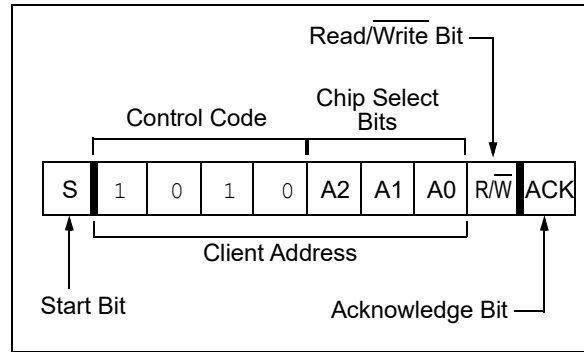 Read/Write Bit
Chip Select
Bits
Control Code
S 1 0 1 0 A2 A1 A0 R/W ACK
Client Address
Start Bit
Acknowledge Bit